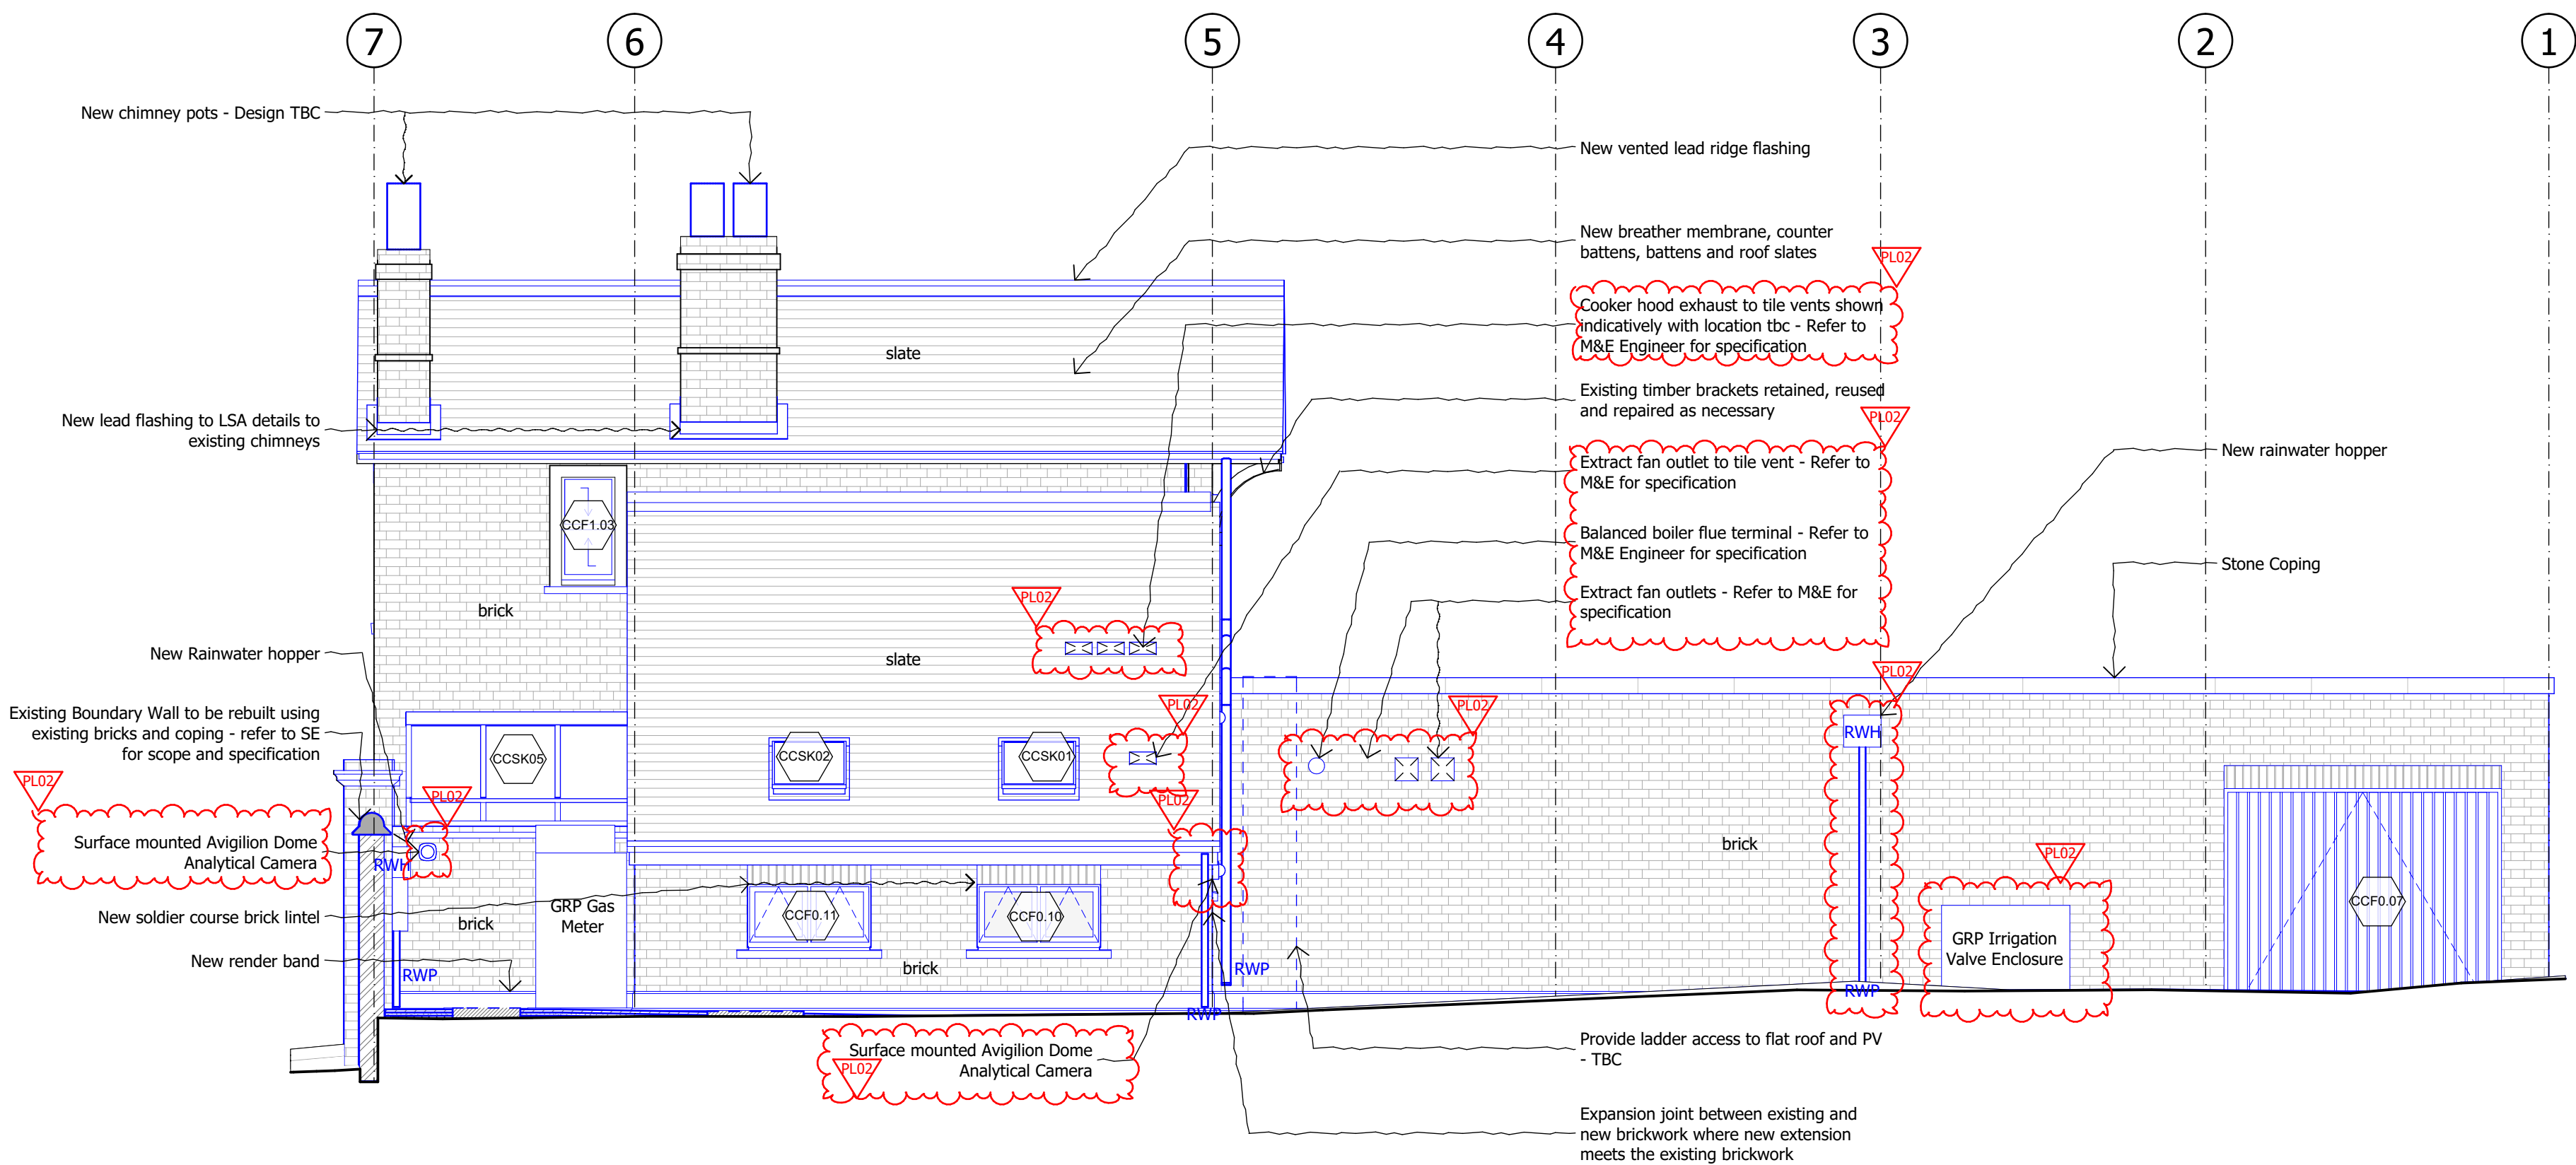 7
6
5
4
3
2
1
New chimney pots - Design TBC
New vented lead ridge flashing
New breather membrane, counter
battens, battens and roof slates
PL02
Cooker hood exhaust to tile vents shown
indicatively with location tbc - Refer to
M&E Engineer for specification
slate
Existing timber brackets retained, reused
and repaired as necessary
PL02
New lead flashing to LSA details to
existing chimneys
New rainwater hopper
Extract fan outlet to tile vent - Refer to
M&E for specification
CCF1.03
Balanced boiler flue terminal - Refer to
M&E Engineer for specification
Stone Coping
Extract fan outlets - Refer to M&E for
specification
PL02
brick
New Rainwater hopper
slate
PL02
PL02
PL02
Existing Boundary Wall to be rebuilt using
existing bricks and coping - refer to SE
for scope and specification
RWH
CCSK05
CCSK02
CCSK01
PL02
PL02
PL02
Surface mounted Avigilion Dome
Analytical Camera
RWH
brick
PL02
New soldier course brick lintel
brick
GRP Gas
Meter
CCF0.11
CCF0.10
CCF0.07
GRP Irrigation
Valve Enclosure
New render band
RWP
brick
RWP
RWP
RWP
Surface mounted Avigilion Dome
Analytical Camera
PL02
Provide ladder access to flat roof and PV
- TBC
Expansion joint between existing and
new brickwork where new extension
meets the existing brickwork